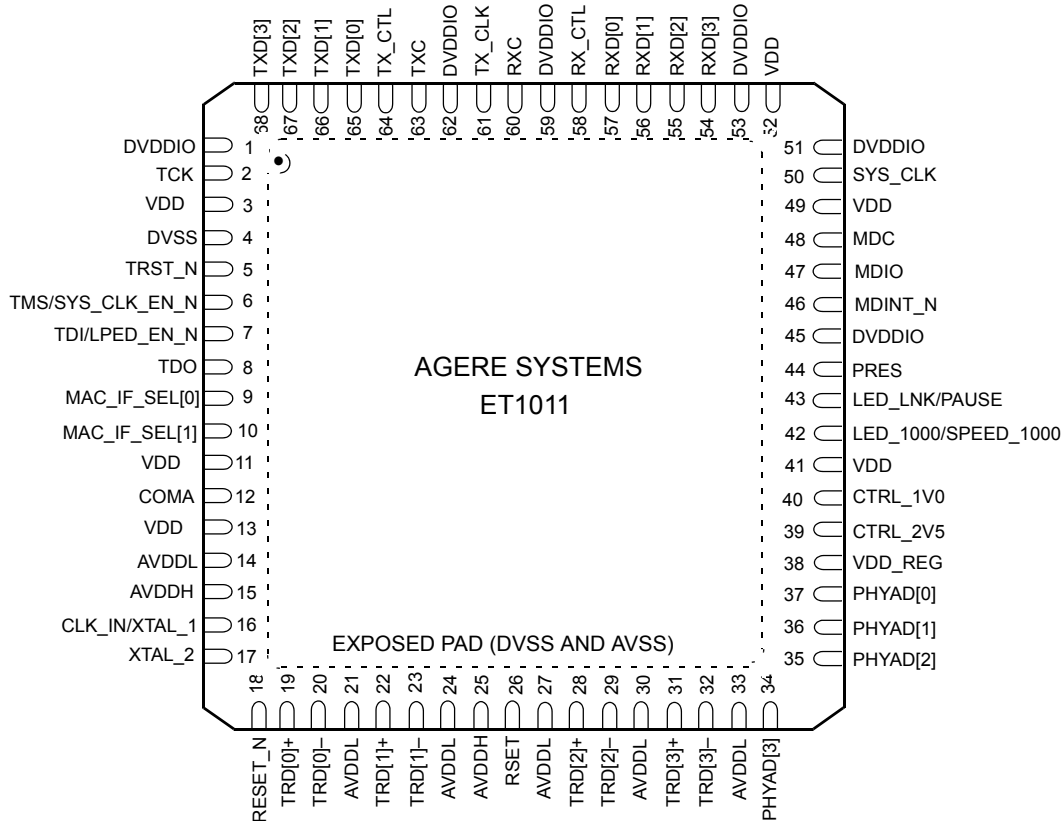 TXD[3]
TXD[2]
TXD[1]
TXD[0]
TX_CTL
TXC
DVDDIO
TX_CLK
RXC
DVDDIO
RX_CTL
RXD[0]
RXD[1]
RXD[2]
RXD[3]
DVDDIO
VDD
68
67
66
65
64
63
62
61
60
59
58
57
56
55
54
53
52
DVDDIO 1
TCK 2
VDD 3
DVSS 4
TRST_N 5
TMS/SYS_CLK_EN_N 6
TDI/LPED_EN_N 7
TDO 8
MAC_IF_SEL[0] 9
MAC_IF_SEL[1] 10
VDD 11
COMA 12
VDD 13
AVDDL 14
AVDDH 15
CLK_IN/XTAL_1 16
XTAL_2 17
AGERE SYSTEMS
ET1011
EXPOSED PAD (DVSS AND AVSS)
51 DVDDIO
50 SYS_CLK
49 VDD
48 MDC
47 MDIO
46 MDINT_N
45 DVDDIO
44 PRES
43 LED_LNK/PAUSE
42 LED_1000/SPEED_1000
41 VDD
40 CTRL_1V0
39 CTRL_2V5
38 VDD_REG
37 PHYAD[0]
36 PHYAD[1]
35 PHYAD[2]
18
19
20
21
22
23
24
25
26
27
28
29
30
31
32
33
34
RESET_N
TRD[0]+
TRD[0]–
AVDDL
TRD[1]+
TRD[1]–
AVDDL
AVDDH
RSET
AVDDL
TRD[2]+
TRD[2]–
AVDDL
TRD[3]+
TRD[3]–
AVDDL
PHYAD[3]